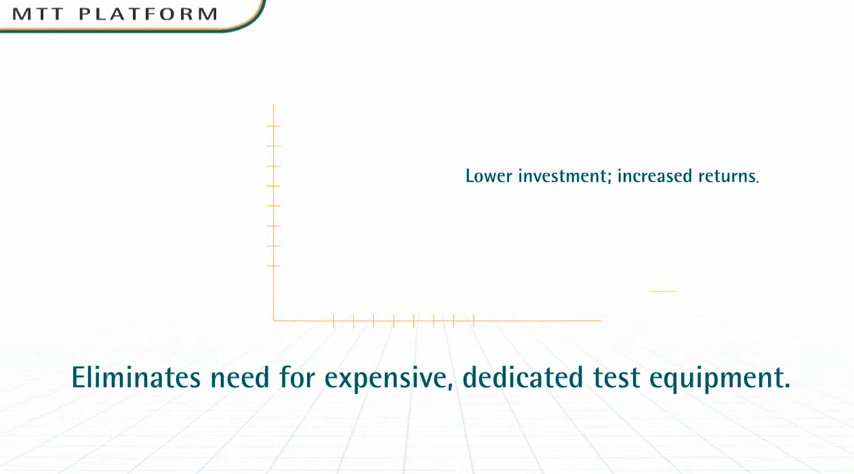 MTT PLATFORM
Lower investment; increased returns.
Eliminates need for expensive, dedicated test equipment.